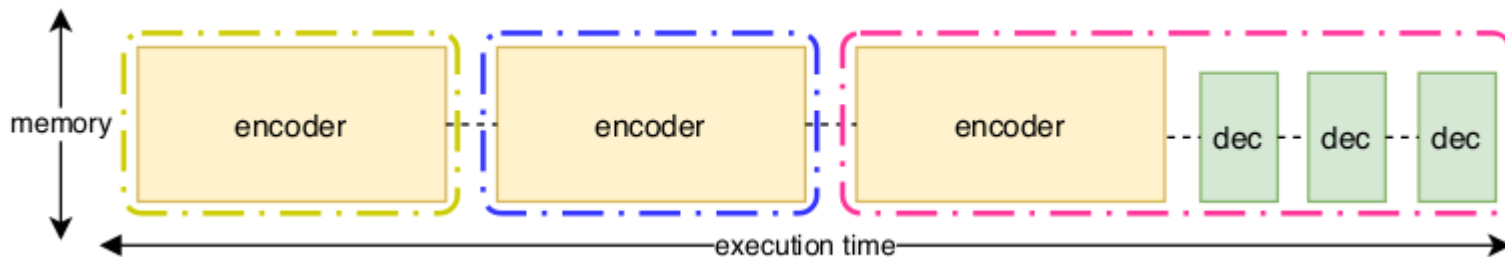 encoder
encoder
encoder
memory
dec
dec
dec
execution time